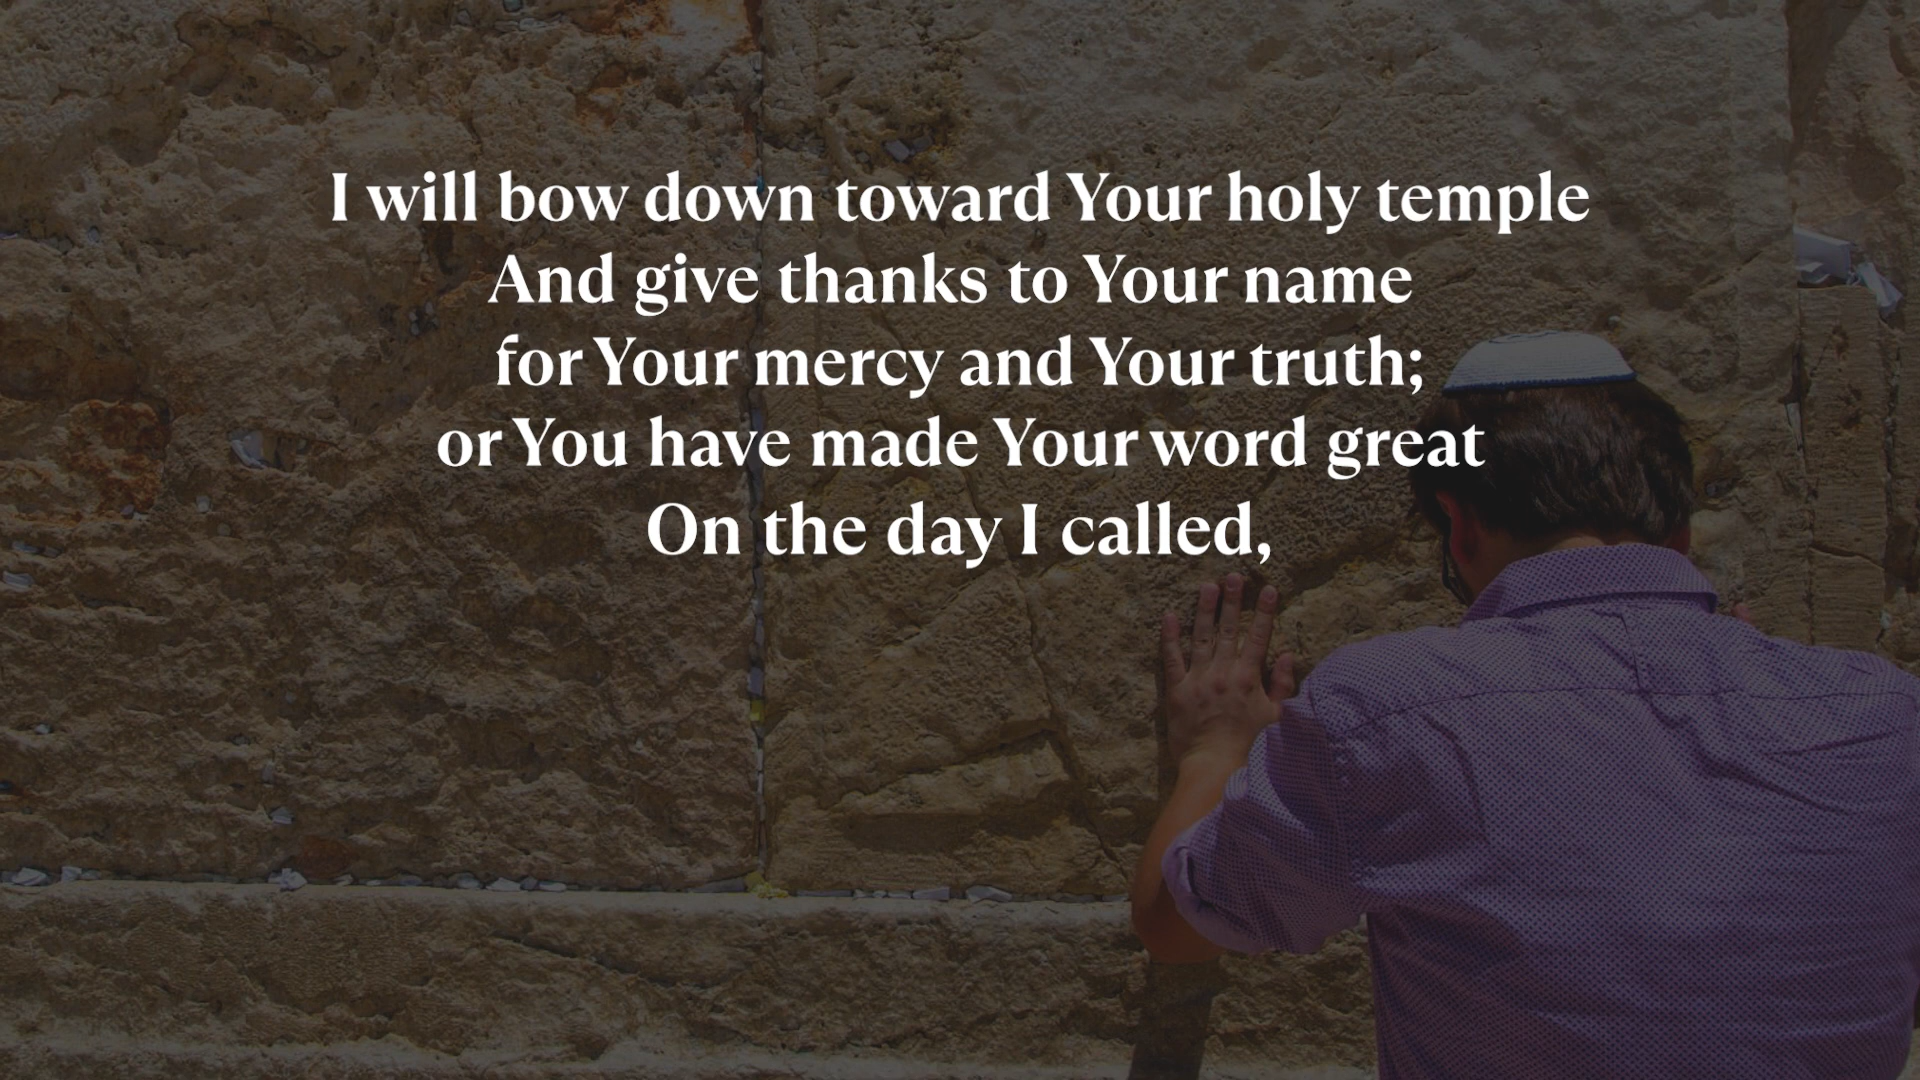 I will bow down toward Your holy temple
And give thanks to Your name
for Your mercy and Your truth;
or You have made Your word great
On the day I called,